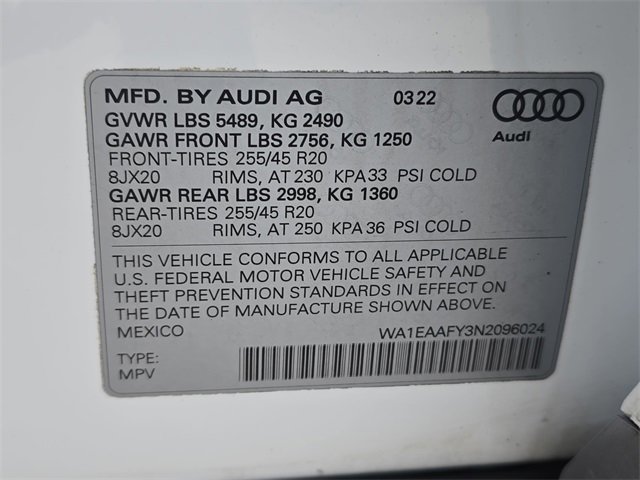 MFD. BY AUDI AG 03 22
GVWR LBS 5489, KG 2490
GAWR FRONT LBS 2756, KG 1250
FRONT-TIRES 255/45 R20
8JX20 RIMS, AT 230 KPA 33 PSI COLD
GAWR REAR LBS 2998, KG 1360
REAR-TIRES 255/45 R20
8JX20 RIMS, AT 250 KPA 36 PSI COLD
Audi
THIS VEHICLE CONFORMS TO ALL APPLICABLE
U.S. FEDERAL MOTOR VEHICLE SAFETY AND
THEFT PREVENTION STANDARDS IN EFFECT ON
THE DATE OF MANUFACTURE SHOWN ABOVE.
MEXICO WA1EAAFY3N2096024
TYPE:
MPV